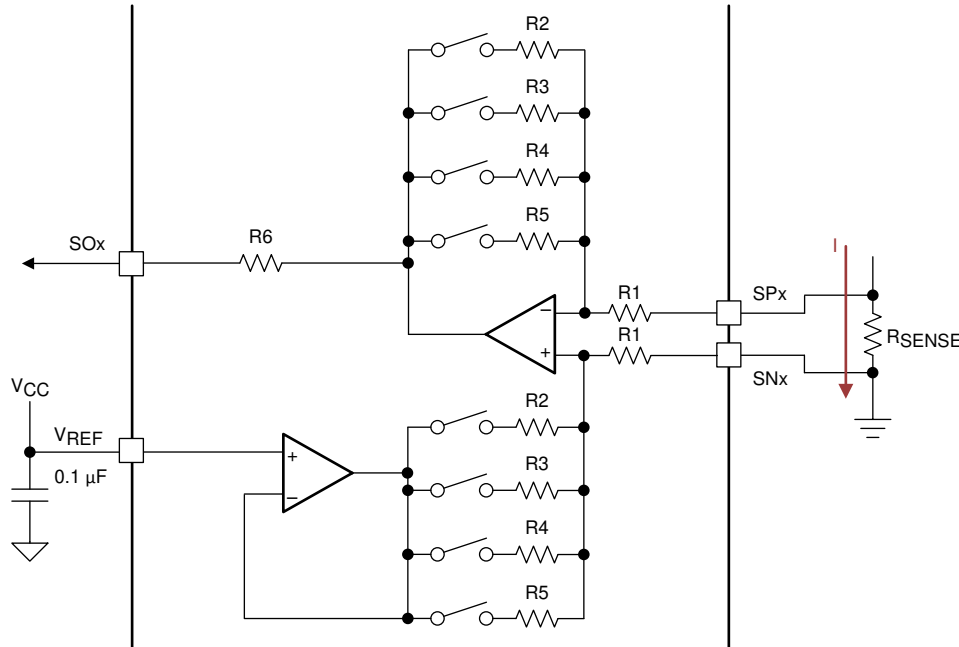 R2
R3
R4
R5
SOx
R6
I
SPx
R1
−
R1
+
RSENSE
SNx
VCC
VREF
0.1 µF
+
−
R2
R3
R4
R5